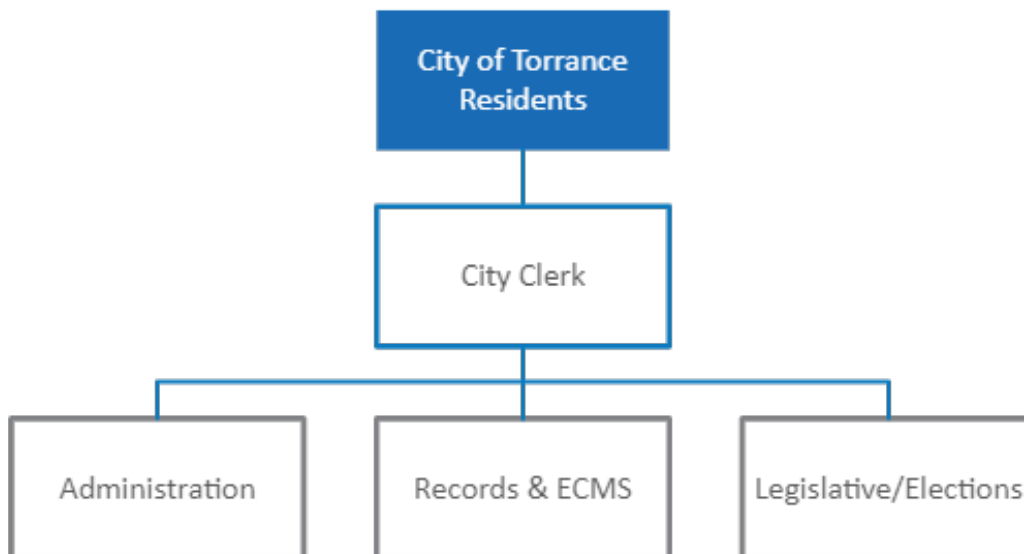 City of Torrance
Residents
City Clerk
Administration
Records & ECMS
Legislative/Elections